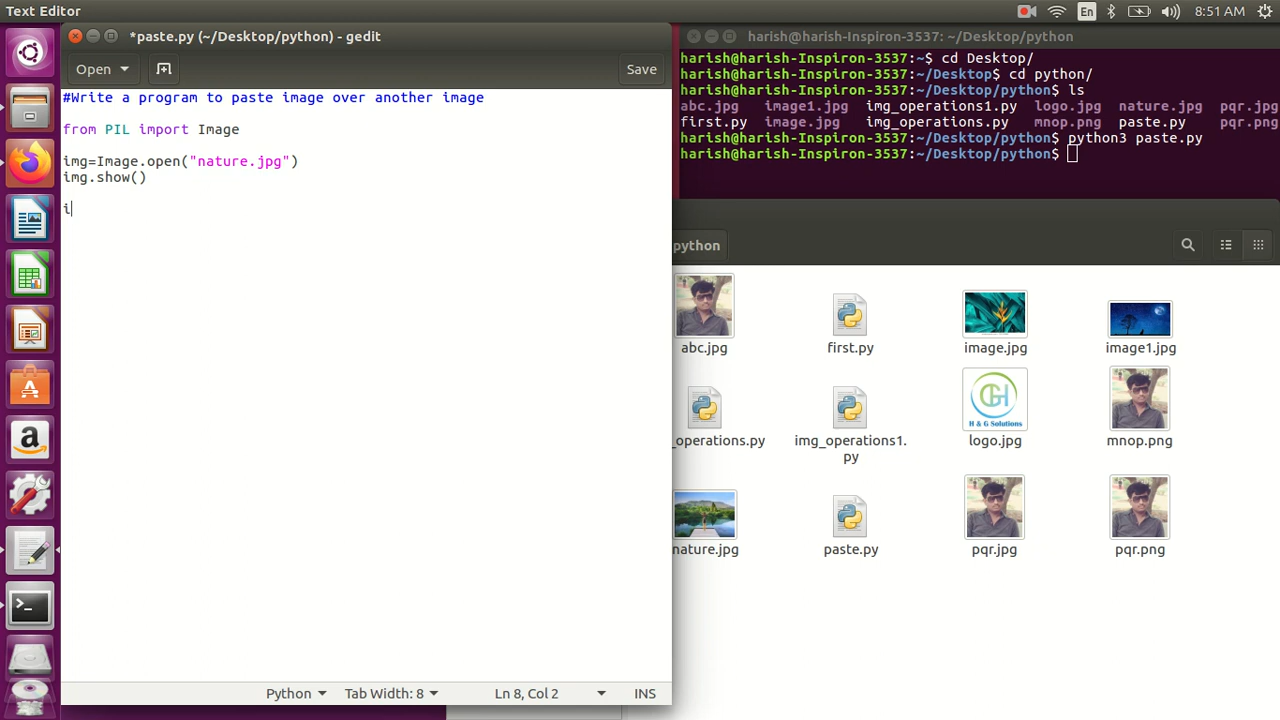 Text Editor
En
8:51 AM
*paste.py (~/Desktop/python) - gedit
Open
Save
#Write a program to paste image over another image
from PIL import Image
img=Image.open("nature.jpg")
img.show()
i
Python
Tab Width: 8
Ln 8, Col 2
INS
harish@harish-Inspiron-3537: ~/Desktop/python
harish@harish-Inspiron-3537:~$ cd Desktop/
harish@harish-Inspiron-3537:~/Desktop$ cd python/
harish@harish-Inspiron-3537:~/Desktop/python$ ls
abc.jpg image1.jpg img_operations1.py logo.jpg nature.jpg pqr.jpg
first.py image.jpg img_operations.py mnop.png paste.py pqr.png
harish@harish-Inspiron-3537:~/Desktop/python$ python3 paste.py
harish@harish-Inspiron-3537:~/Desktop/python$
python
abc.jpg
first.py
image.jpg
image1.jpg
GH
H & G Solutions
_operations.py
img_operations1.
py
logo.jpg
mnop.png
nature.jpg
paste.py
pqr.jpg
pqr.png